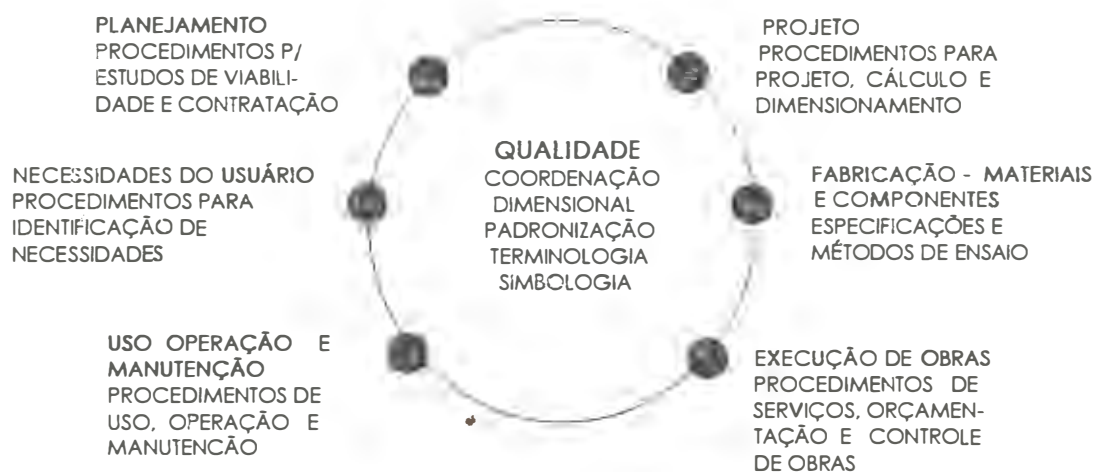 PLANEJAMENTO
PROCEDIMENTOS P/
ESTUDOS DE VIABILI-
DADE E CONTRATAÇÃO
PROJETO
PROCEDIMENTOS PARA
PROJETO, CÁLCULO E
DIMENSIONAMENTO
NECESSIDADES DO USUÁRIO
PROCEDIMENTOS PARA
IDENTIFICAÇÃO DE
NECESSIDADES
QUALIDADE
COORDENAÇÃO
DIMENSIONAL
PADRONIZAÇÃO
TERMINOLOGIA
SIMBOLOGIA
FABRICAÇÃO - MATERIAIS
E COMPONENTES
ESPECIFICAÇÕES E
MÉTODOS DE ENSAIO
USO OPERAÇÃO E
MANUTENÇÃO
PROCEDIMENTOS DE
USO, OPERAÇÃO E
MANUTENCÃO
EXECUÇÃO DE OBRAS
PROCEDIMENTOS DE
SERVIÇOS, ORÇAMEN-
TAÇÃO E CONTROLE
DE OBRAS